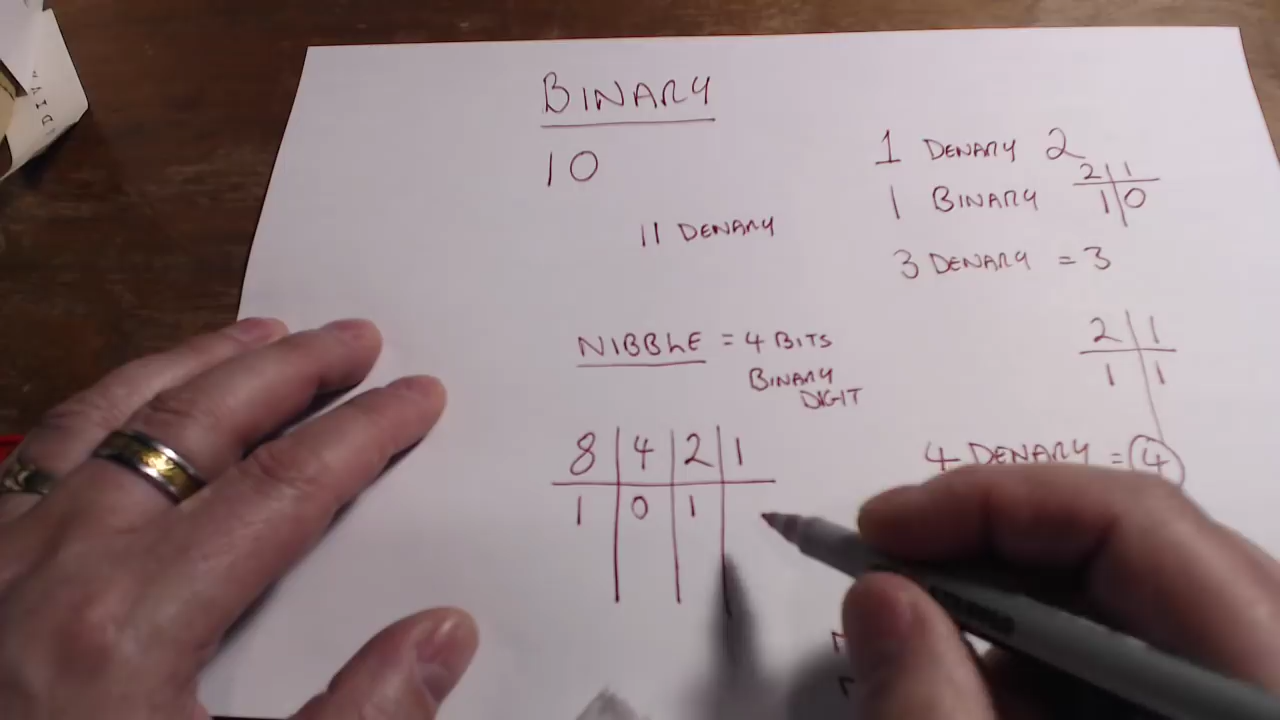 BINARY
10
1 DENARY 2
2 1
1 BINARY 1 0
11 DENARY
3 DENARY = 3
NIBBLE = 4 BITS
BINARY
DIGIT
2 1
1 1
8 4 2 1
1 0 1
4 DENARY = 4